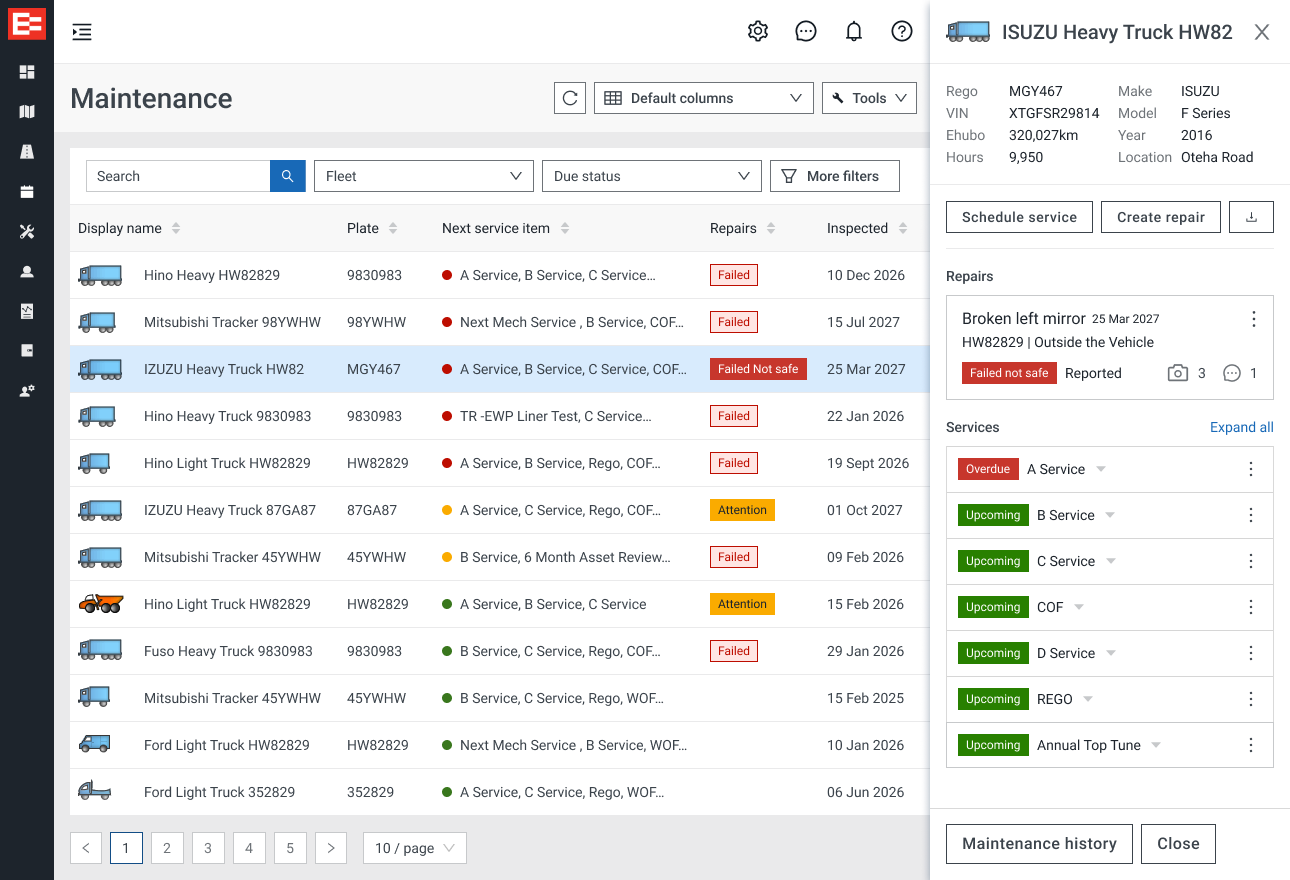 Maintenance
Default columns
Tools
Search
Fleet
Due status
More filters
Display name Plate Next service item Repairs Inspected
Hino Heavy HW82829 9830983 A Service, B Service, C Service... Failed 10 Dec 2026
Mitsubishi Tracker 98YWHW 98YWHW Next Mech Service , B Service, COF... Failed 15 Jul 2027
IZUZU Heavy Truck HW82 MGY467 A Service, B Service, C Service, COF... Failed Not safe 25 Mar 2027
Hino Heavy Truck 9830983 9830983 TR -EWP Liner Test, C Service... Failed 22 Jan 2026
Hino Light Truck HW82829 HW82829 A Service, B Service, Rego, COF... Failed 19 Sept 2026
IZUZU Heavy Truck 87GA87 87GA87 A Service, C Service, Rego, COF... Attention 01 Oct 2027
Mitsubishi Tracker 45YWHW 45YWHW B Service, 6 Month Asset Review... Failed 09 Feb 2026
Hino Light Truck HW82829 HW82829 A Service, B Service, C Service Attention 15 Feb 2026
Fuso Heavy Truck 9830983 9830983 B Service, C Service, Rego, COF... Failed 29 Jan 2026
Mitsubishi Tracker 45YWHW 45YWHW B Service, C Service, Rego, WOF... 15 Feb 2025
Ford Light Truck HW82829 HW82829 Next Mech Service , B Service, WOF... 10 Jan 2026
Ford Light Truck 352829 352829 A Service, C Service, Rego, WOF... 06 Jun 2026
1 2 3 4 5 10 / page
ISUZU Heavy Truck HW82
Rego MGY467 Make ISUZU
VIN XTGFSR29814 Model F Series
Ehubo 320,027km Year 2016
Hours 9,950 Location Oteha Road
Schedule service Create repair
Repairs
Broken left mirror 25 Mar 2027
HW82829 | Outside the Vehicle
Failed not safe Reported 3 1
Services Expand all
Overdue A Service
Upcoming B Service
Upcoming C Service
Upcoming COF
Upcoming D Service
Upcoming REGO
Upcoming Annual Top Tune
Maintenance history Close